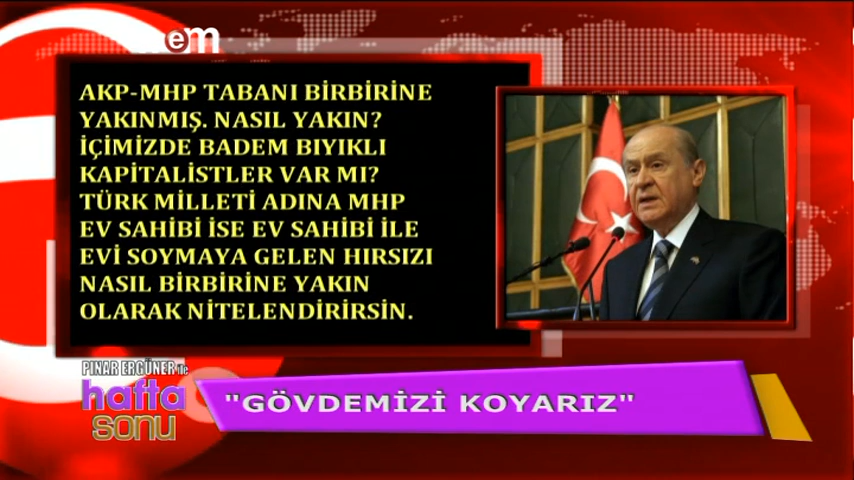 em
AKP-MHP TABANI BİRBİRİNE
YAKINMIŞ. NASIL YAKIN?
İÇİMİZDE BADEM BIYIKLI
KAPİTALİSTLER VAR MI?
TÜRK MİLLETİ ADINA MHP
EV SAHİBİ İSE EV SAHİBİ İLE
EVİ SOYMAYA GELEN HIRSIZI
NASIL BİRBİRİNE YAKIN
OLARAK NİTELENDİRİRSİN.
PINAR ERGÜNER ile
hafta
sonu
"GÖVDEMİZİ KOYARIZ"